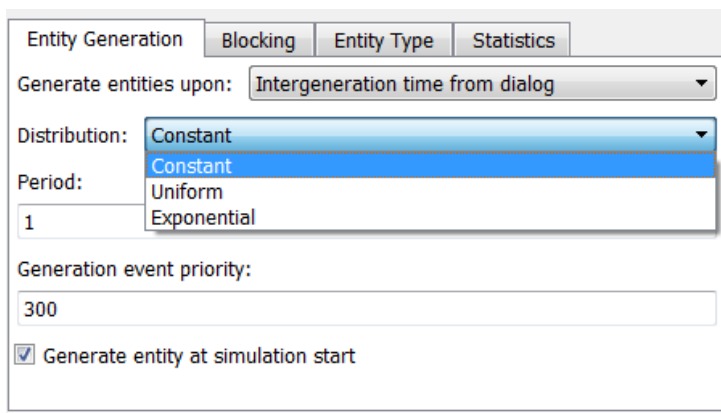 Entity Generation Blocking Entity Type Statistics
Generate entities upon: Intergeneration time from dialog
Distribution: Constant
Constant
Period:
Uniform
Exponential
1
Generation event priority:
300
Generate entity at simulation start